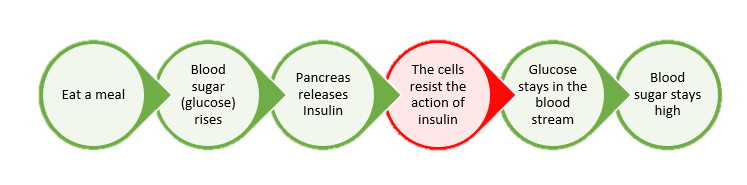 Eat a meal
Blood
sugar
(glucose)
rises
Pancreas
releases
Insulin
The cells
resist the
action of
insulin
Glucose
stays in the
blood
stream
Blood
sugar stays
high